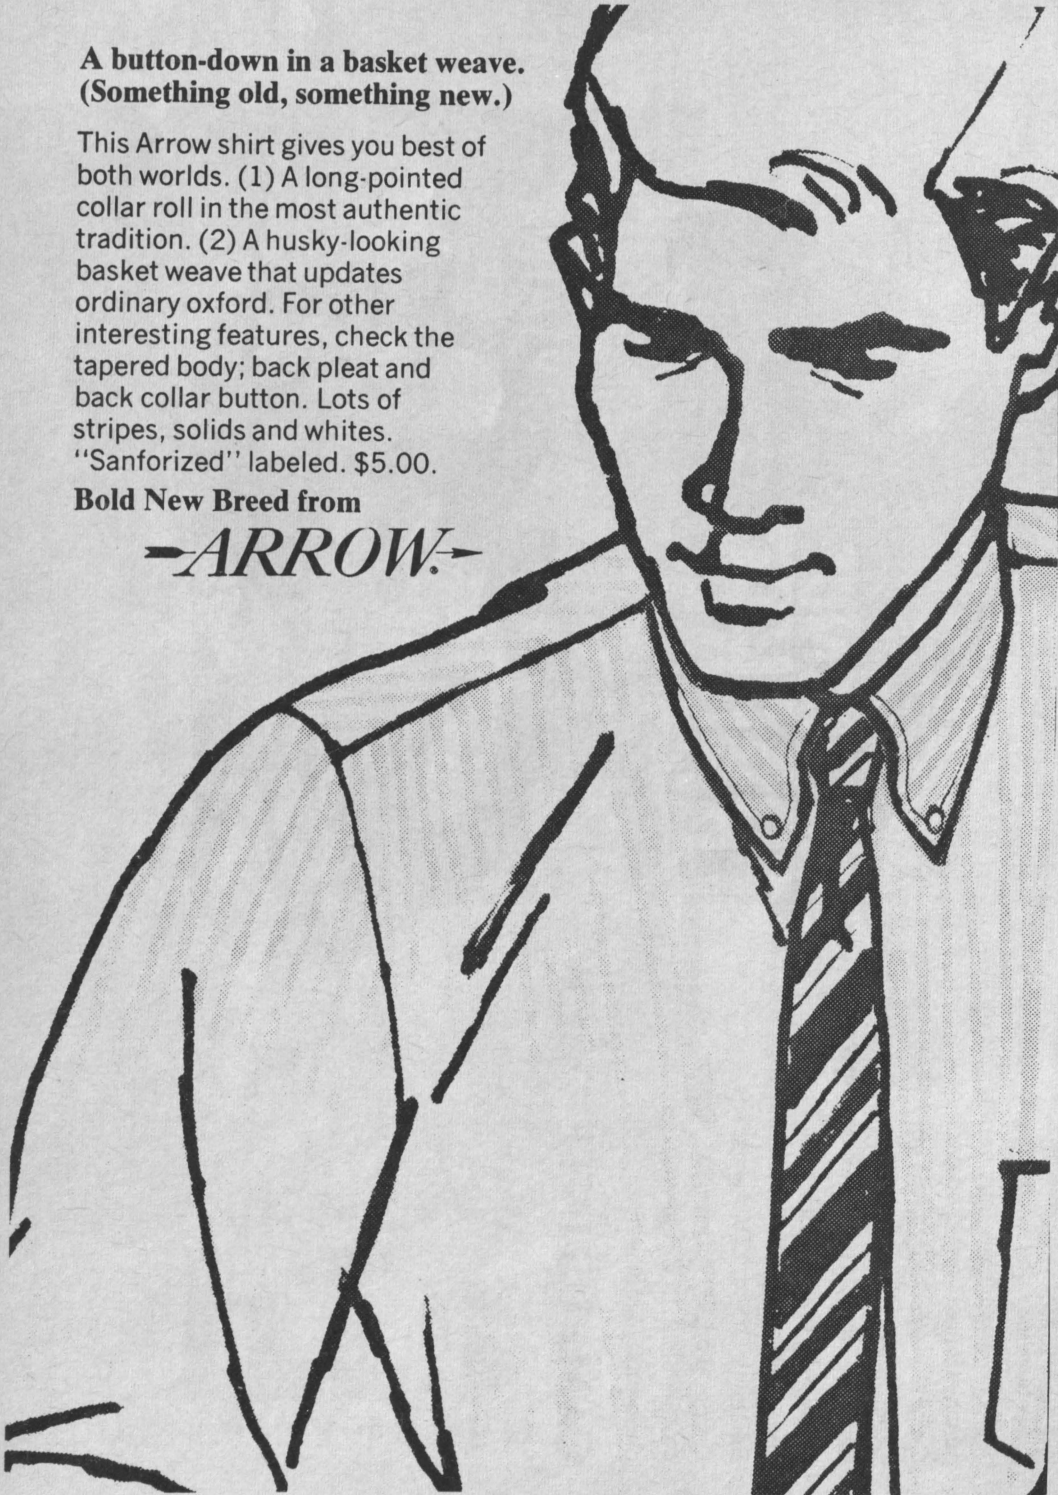 A button-down in a basket weave.
(Something old, something new.)
This Arrow shirt gives you best of
both worlds. (1) A long-pointed
collar roll in the most authentic
tradition. (2) A husky-looking
basket weave that updates
ordinary oxford. For other
interesting features, check the
tapered body; back pleat and
back collar button. Lots of
stripes, solids and whites.
"Sanforized" labeled. $5.00.
Bold New Breed from
ARROW.